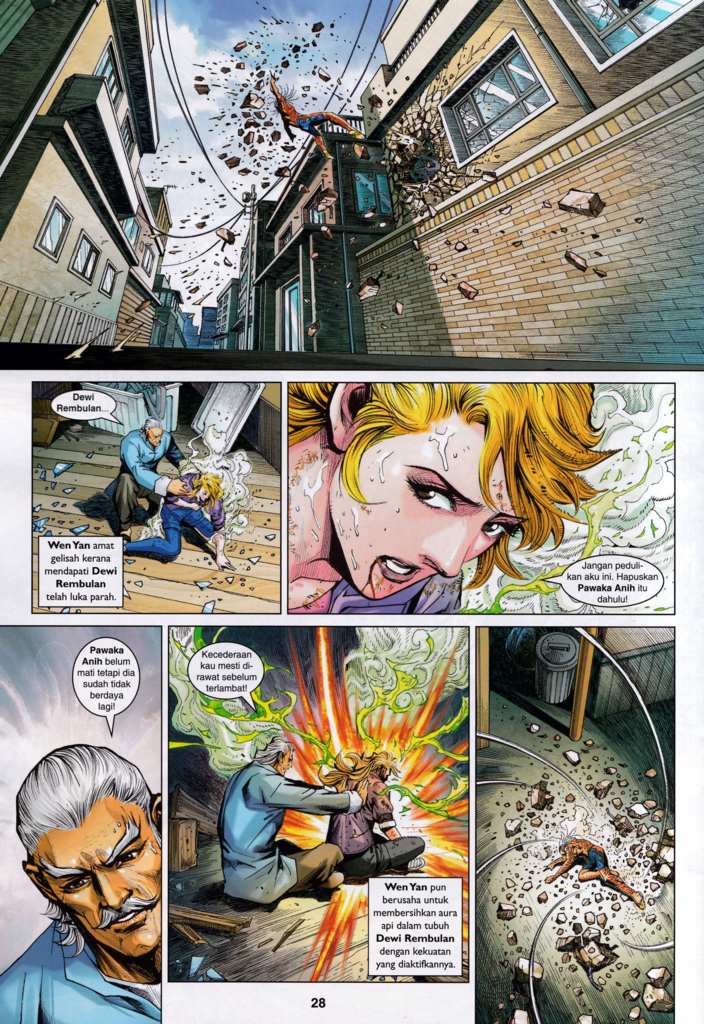 Dewi
Rembulan...
Wen Yan amat
gelisah kerana
mendapati Dewi
Rembulan
telah luka parah.
Jangan peduli-
kan aku ini. Hapuskan
Pawaka Anih itu
dahulu!
Pawaka
Anih belum
mati tetapi dia
sudah tidak
berdaya
lagi!
Kecederaan
kau mesti di-
rawat sebelum
terlambat!
Wen Yan pun
berusaha untuk
membersihkan aura
api dalam tubuh
Dewi Rembulan
dengan kekuatan
yang diaktifkannya.
28